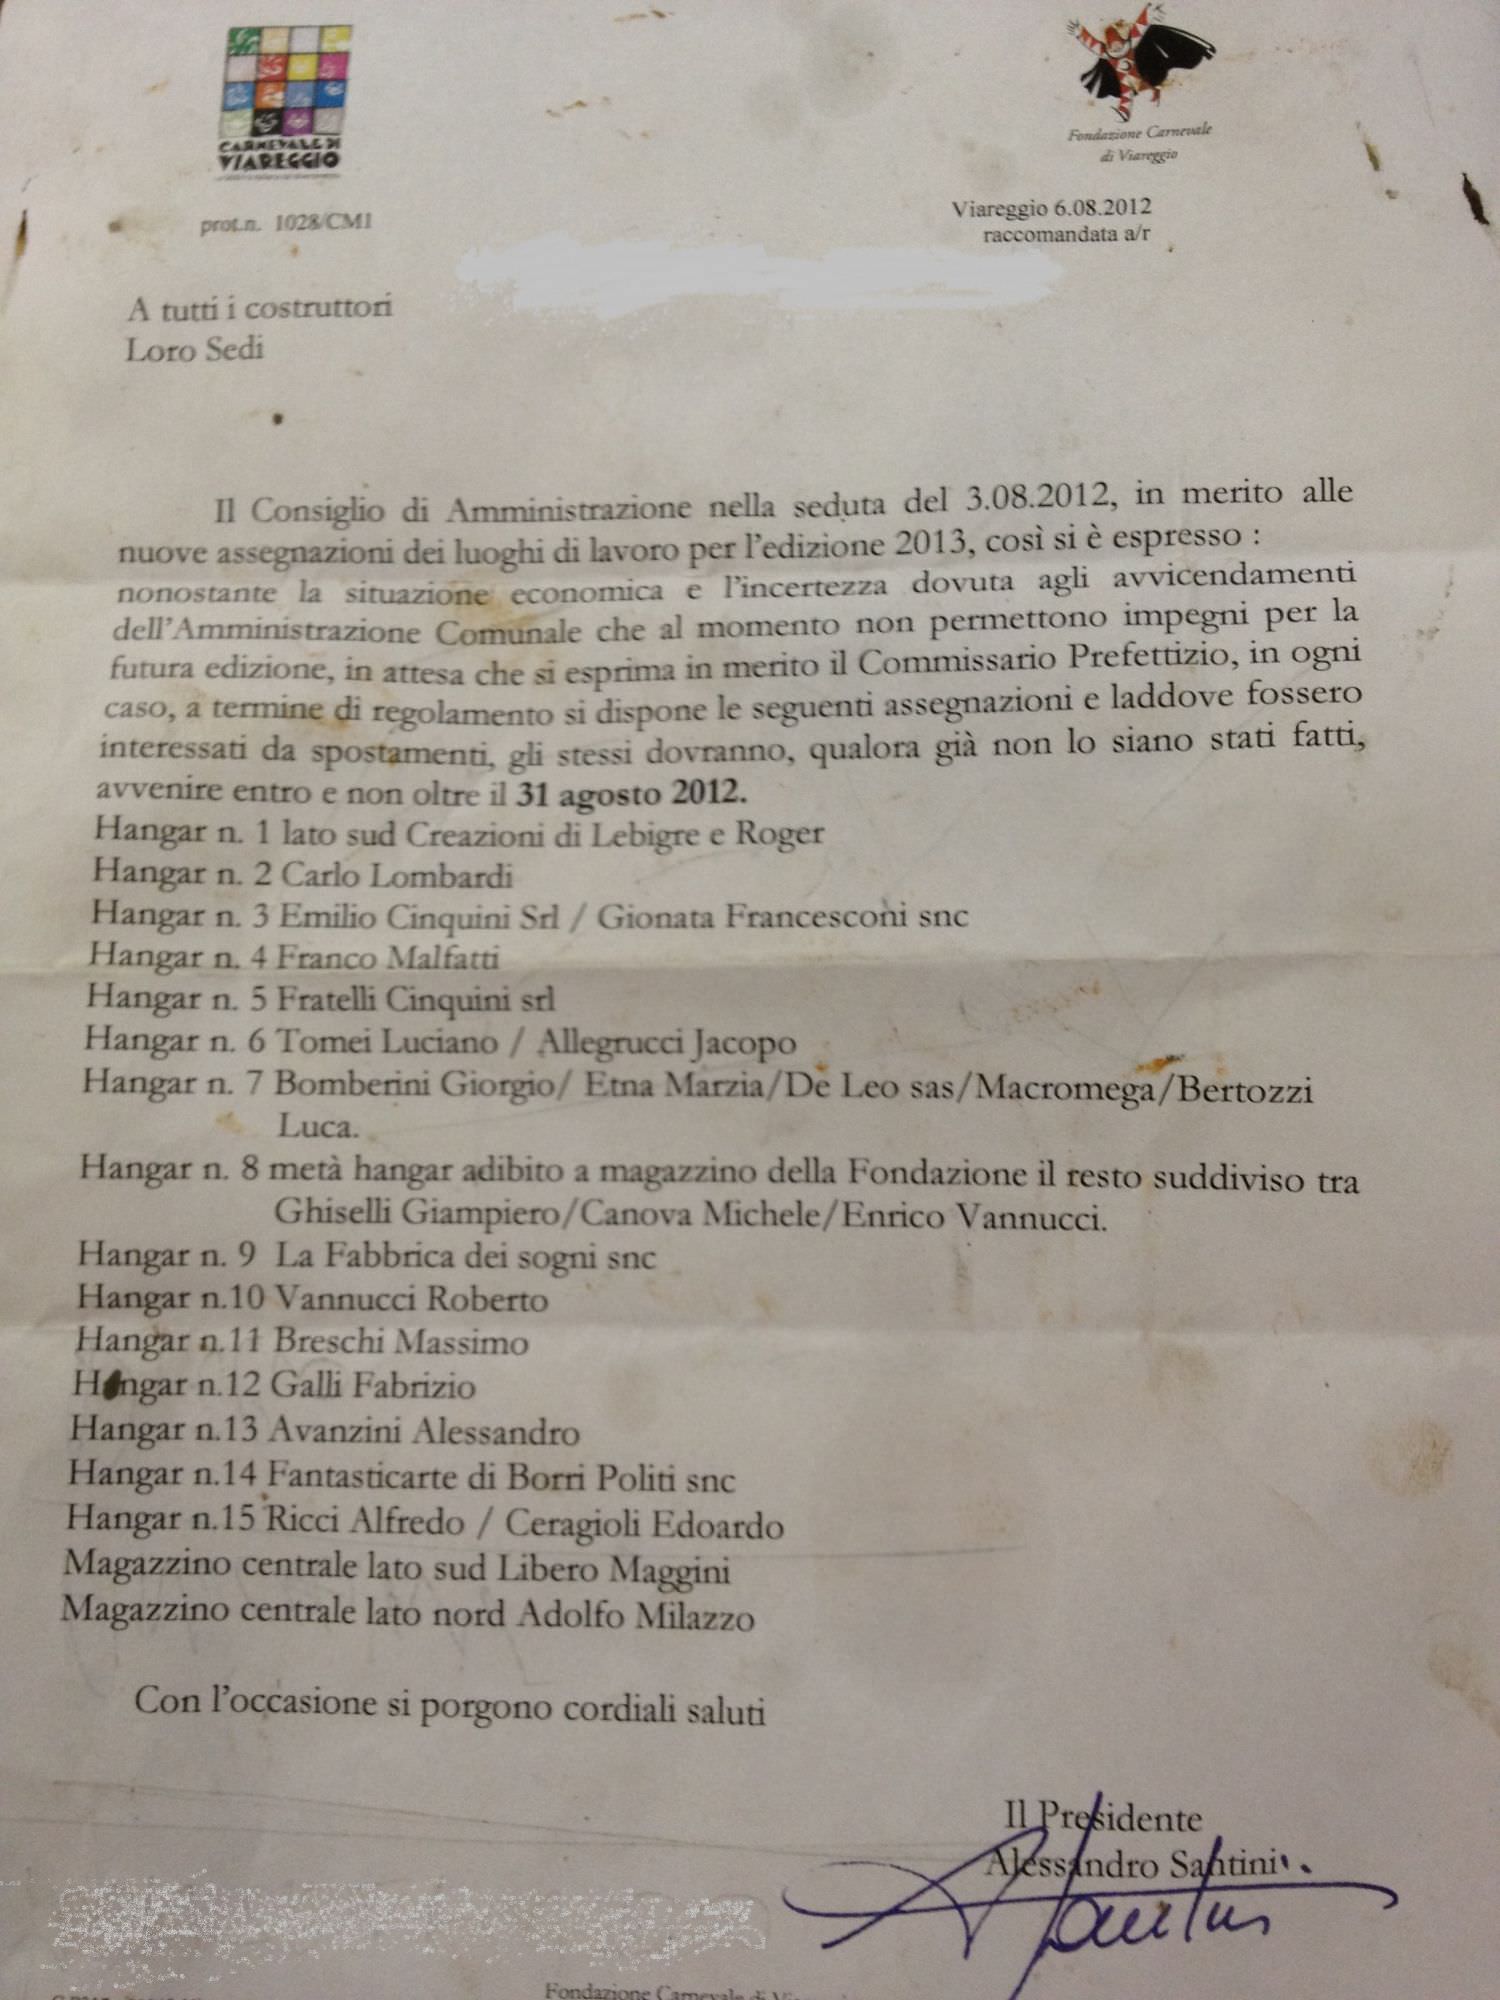 CARNEVALE DI
VIAREGGIO
Fondazione Carnevale
di Viareggio
prot.n. 1028/CM1
Viareggio 6.08.2012
raccomandata a/r
A tutti i costruttori
Loro Sedi
Il Consiglio di Amministrazione nella seduta del 3.08.2012, in merito alle
nuove assegnazioni dei luoghi di lavoro per l'edizione 2013, così si è espresso :
nonostante la situazione economica e l'incertezza dovuta agli avvicendamenti
dell'Amministrazione Comunale che al momento non permettono impegni per la
futura edizione, in attesa che si esprima in merito il Commissario Prefettizio, in ogni
caso, a termine di regolamento si dispone le seguenti assegnazioni e laddove fossero
interessati da spostamenti, gli stessi dovranno, qualora già non lo siano stati fatti,
avvenire entro e non oltre il 31 agosto 2012.
Hangar n. 1 lato sud Creazioni di Lebigre e Roger
Hangar n. 2 Carlo Lombardi
Hangar n. 3 Emilio Cinquini Srl / Gionata Francesconi snc
Hangar n. 4 Franco Malfatti
Hangar n. 5 Fratelli Cinquini srl
Hangar n. 6 Tomei Luciano / Allegrucci Jacopo
Hangar n. 7 Bomberini Giorgio/ Etna Marzia/De Leo sas/Macromega/Bertozzi
Luca.
Hangar n. 8 metà hangar adibito a magazzino della Fondazione il resto suddiviso tra
Ghiselli Giampiero/Canova Michele/Enrico Vannucci.
Hangar n. 9 La Fabbrica dei sogni snc
Hangar n.10 Vannucci Roberto
Hangar n.11 Breschi Massimo
Hangar n.12 Galli Fabrizio
Hangar n.13 Avanzini Alessandro
Hangar n.14 Fantasticarte di Borri Politi snc
Hangar n.15 Ricci Alfredo / Ceragioli Edoardo
Magazzino centrale lato sud Libero Maggini
Magazzino centrale lato nord Adolfo Milazzo
Con l'occasione si porgono cordiali saluti
Il Presidente
Alessandro Santini
Fondazione Carnevale di